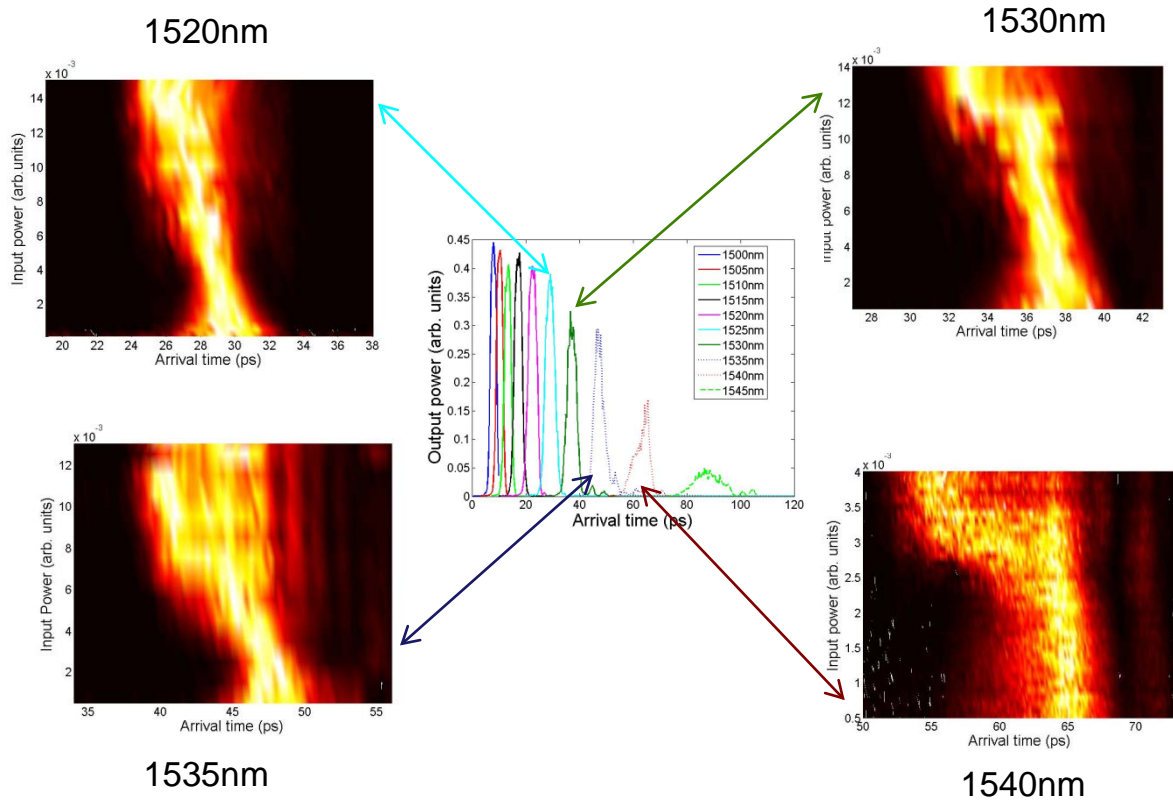 1520nm
x 10⁻³
14
12
10
8
6
4
2
Input power (arb.units)
20 22 24 26 28 30 32 34 36 38
Arrival time (ps)
1530nm
x 10⁻³
14
12
10
8
6
4
2
power (arb. units)
28 30 32 34 36 38 40 42
Arrival time (ps)
0.45
0.4
0.35
0.3
0.25
0.2
0.15
0.1
0.05
0
Output power (arb. units)
0 20 40 60 80 100 120
Arrival time (ps)
1500nm
1505nm
1510nm
1515nm
1520nm
1525nm
1530nm
1535nm
1540nm
1545nm
x 10⁻³
12
10
8
6
4
2
Input Power (arb. units)
35 40 45 50 55
Arrival time (ps)
1535nm
x 10⁻³
4
3.5
3
2.5
2
1.5
1
0.5
Input power (arb. units)
50 55 60 65 70
Arrival time (ps)
1540nm